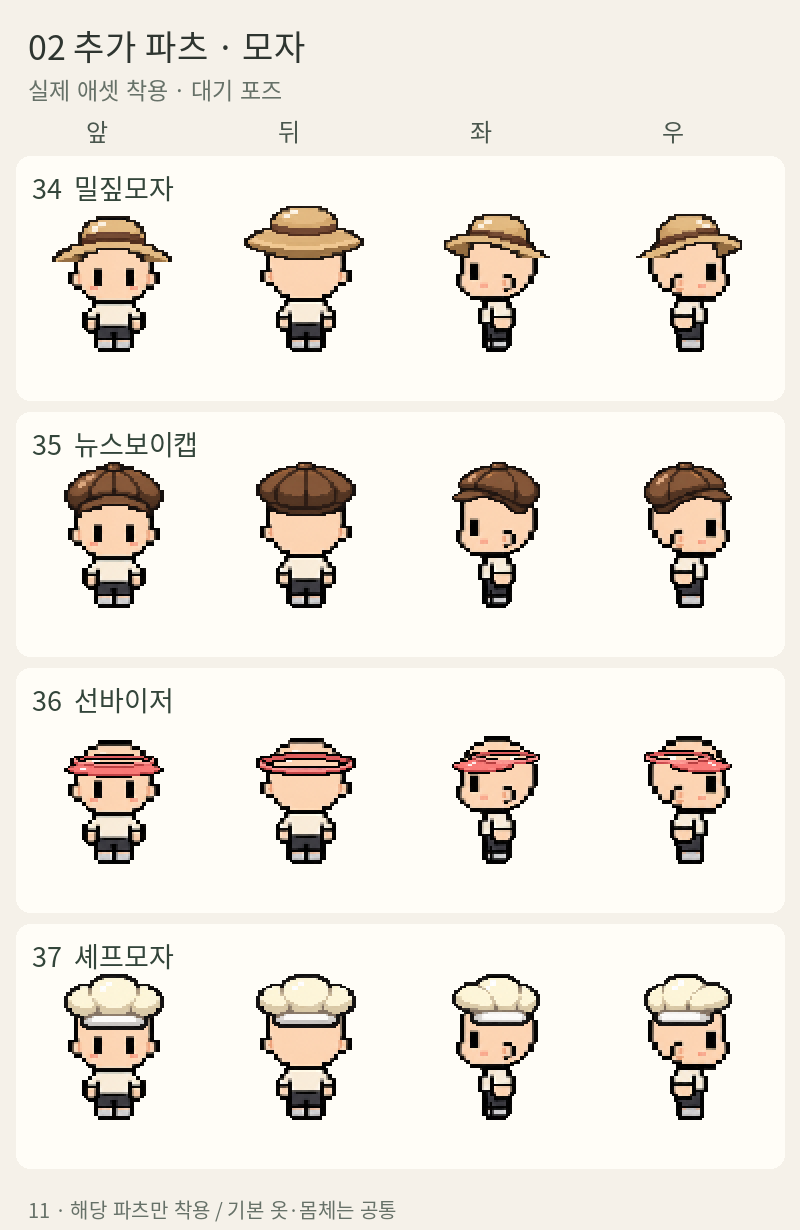 02 추가 파츠 · 모자
실제 애셋 착용 · 대기 포즈
앞 뒤 좌 우
34 밀짚모자
35 뉴스보이캡
36 선바이저
37 셰프모자
11 · 해당 파츠만 착용 / 기본 옷·몸체는 공통